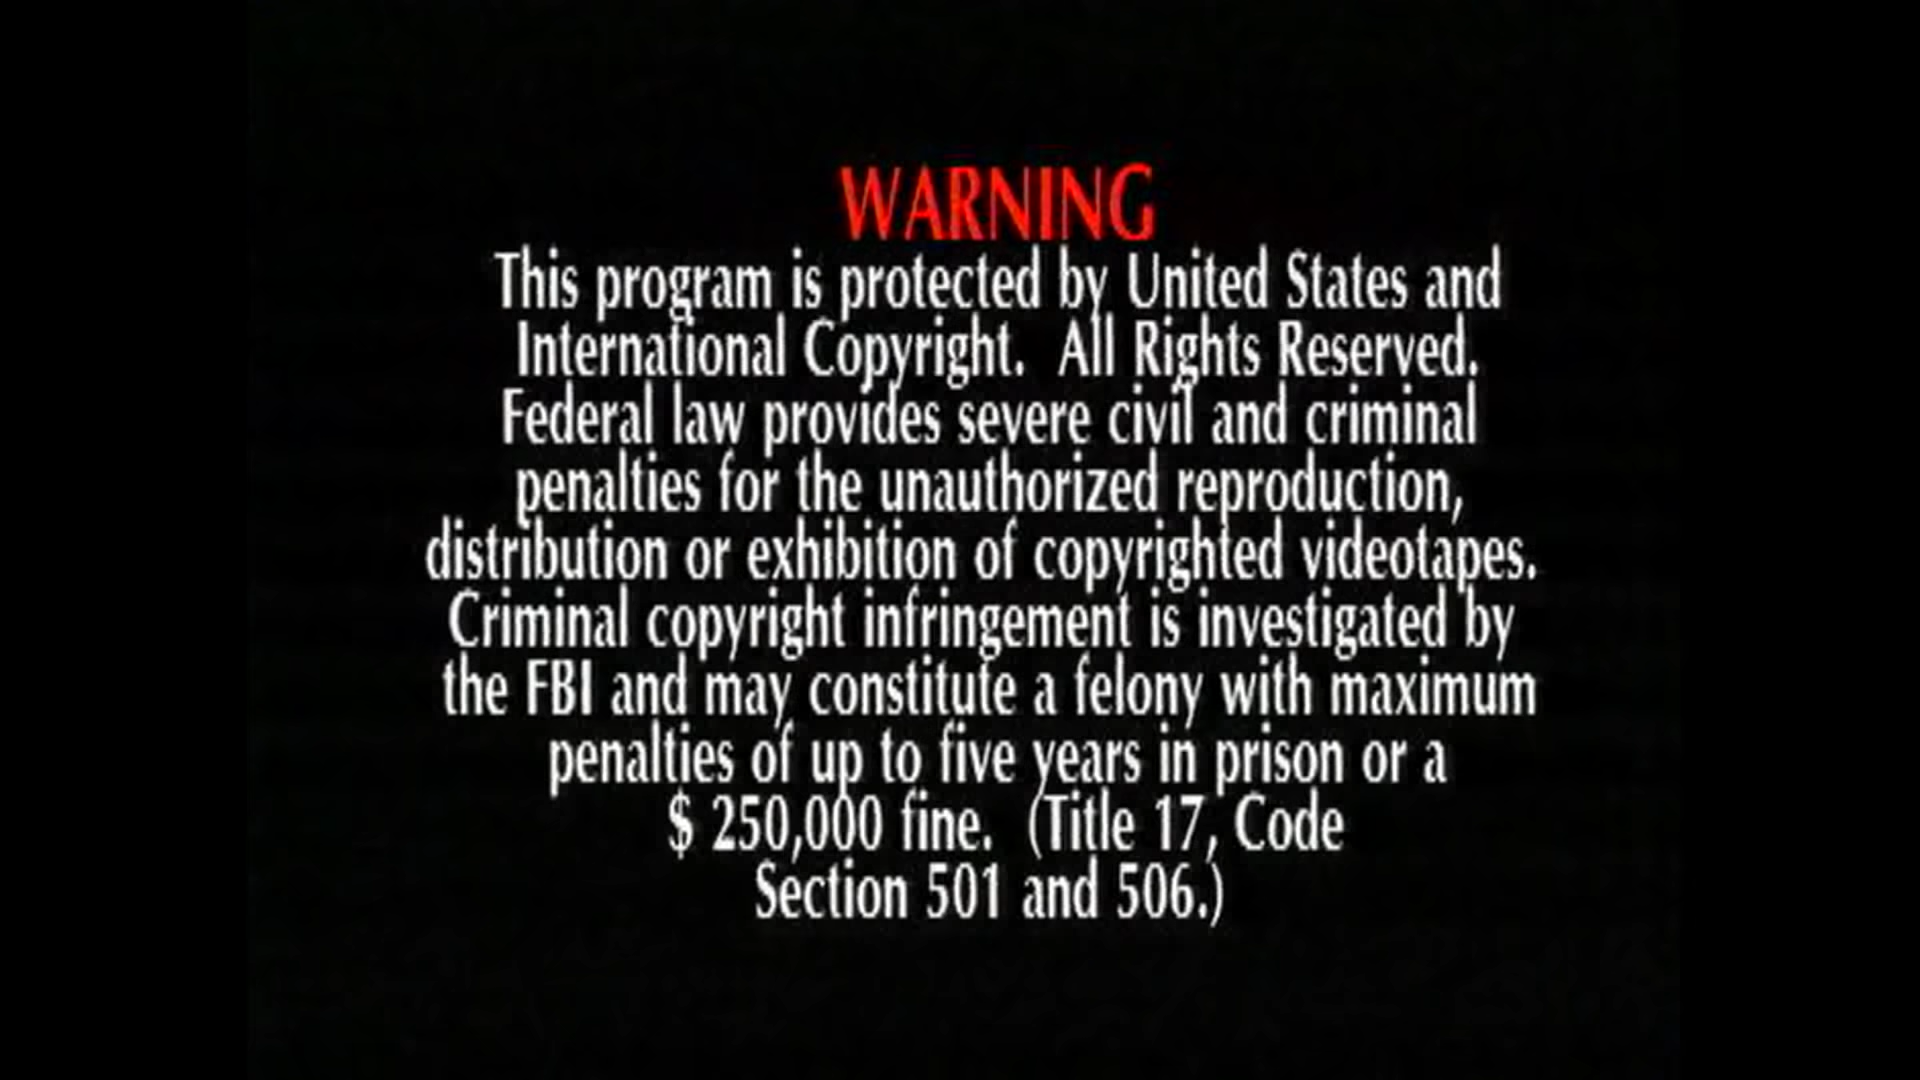 WARNING
This program is protected by United States and
International Copyright.  All Rights Reserved.
Federal law provides severe civil and criminal
penalties for the unauthorized reproduction,
distribution or exhibition of copyrighted videotapes.
Criminal copyright infringement is investigated by
the FBI and may constitute a felony with maximum
penalties of up to five years in prison or a
$ 250,000 fine.  (Title 17, Code
Section 501 and 506.)